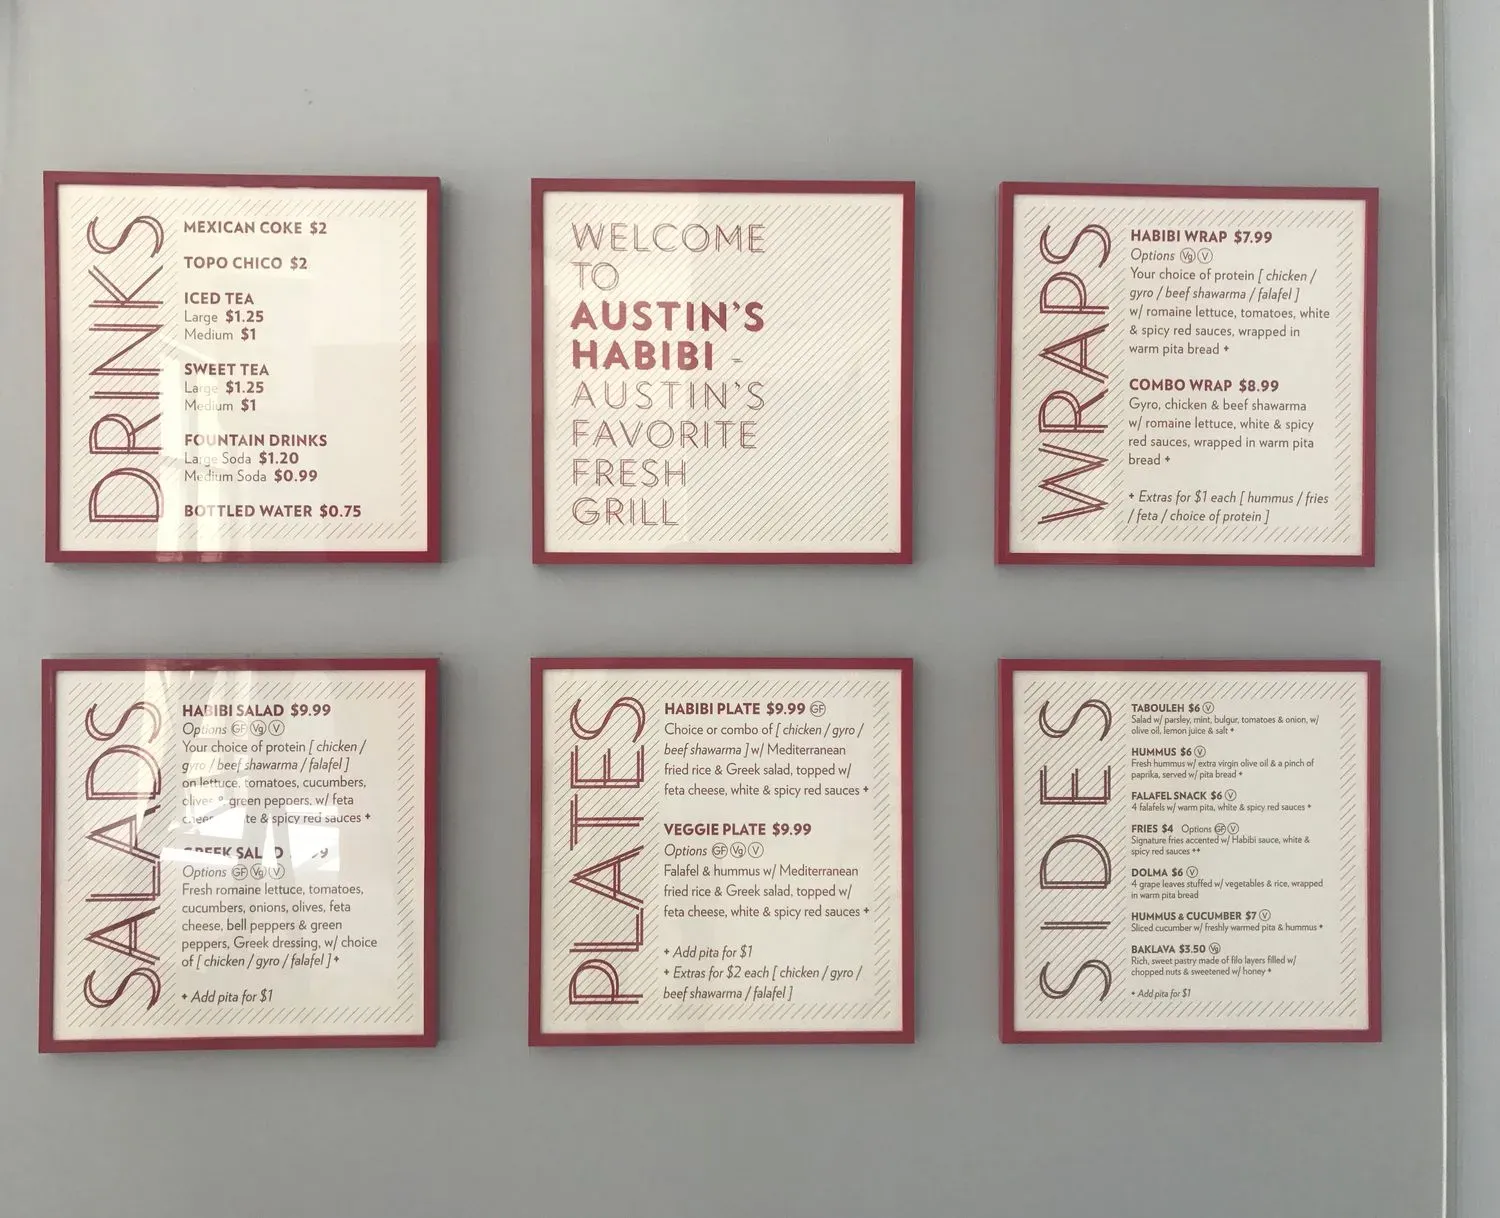 DRINKS
MEXICAN COKE $2
TOPO CHICO $2
ICED TEA
Large $1.25
Medium $1
SWEET TEA
Large $1.25
Medium $1
FOUNTAIN DRINKS
Large Soda $1.20
Medium Soda $0.99
BOTTLED WATER $0.75
WELCOME
TO
AUSTIN'S
HABIBI -
AUSTIN'S
FAVORITE
FRESH
GRILL
WRAPS
HABIBI WRAP $7.99
Options Vg V
Your choice of protein [ chicken /
gyro / beef shawarma / falafel ]
w/ romaine lettuce, tomatoes, white
& spicy red sauces, wrapped in
warm pita bread +
COMBO WRAP $8.99
Gyro, chicken & beef shawarma
w/ romaine lettuce, white & spicy
red sauces, wrapped in warm pita
bread +
+ Extras for $1 each [ hummus / fries
/ feta / choice of protein ]
SALADS
HABIBI SALAD $9.99
Options GF Vg V
Your choice of protein [ chicken /
gyro / beef shawarma / falafel ]
on lettuce, tomatoes, cucumbers,
olives & green peppers, w/ feta
& spicy red sauces +
GREEK SALAD
Options GF Vg V
Fresh romaine lettuce, tomatoes,
cucumbers, onions, olives, feta
cheese, bell peppers & green
peppers, Greek dressing, w/ choice
of [ chicken / gyro / falafel ] +
+ Add pita for $1
PLATES
HABIBI PLATE $9.99 GF
Choice or combo of [ chicken / gyro /
beef shawarma ] w/ Mediterranean
fried rice & Greek salad, topped w/
feta cheese, white & spicy red sauces +
VEGGIE PLATE $9.99
Options GF Vg V
Falafel & hummus w/ Mediterranean
fried rice & Greek salad, topped w/
feta cheese, white & spicy red sauces +
+ Add pita for $1
+ Extras for $2 each [ chicken / gyro /
beef shawarma / falafel ]
SIDES
TABOULEH $6 V
Salad w/ parsley, mint, bulgur, tomatoes & onion, w/
olive oil, lemon juice & salt +
HUMMUS $6 V
Fresh hummus w/ extra virgin olive oil & a pinch of
paprika, served w/ pita bread +
FALAFEL SNACK $6 V
4 falafels w/ warm pita, white & spicy red sauces +
FRIES $4 Options GF V
Signature fries accented w/ Habibi sauce, white &
spicy red sauces ++
DOLMA $6 V
4 grape leaves stuffed w/ vegetables & rice, wrapped
in warm pita bread
HUMMUS & CUCUMBER $7 V
Sliced cucumber w/ freshly warmed pita & hummus +
BAKLAVA $3.50 Vg
Rich, sweet pastry made of filo layers filled w/
chopped nuts & sweetened w/ honey +
+ Add pita for $1